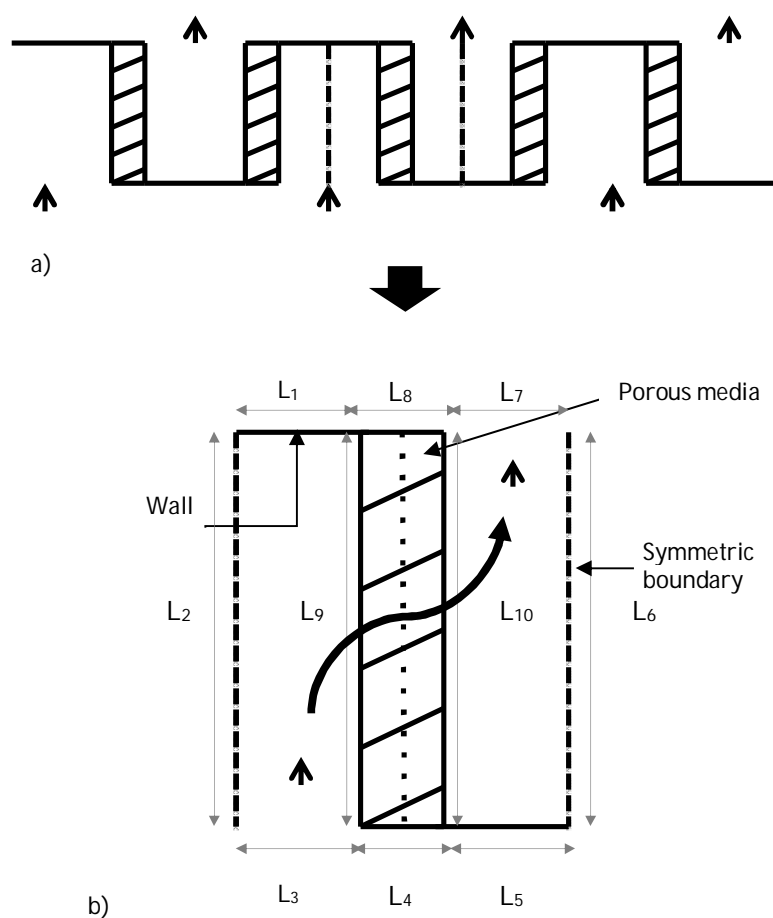 a)
L₁ L₈ L₇ Porous media
Wall
Symmetric
boundary
L₂ L₉ L₁₀ L₆
L₃ L₄ L₅
b)